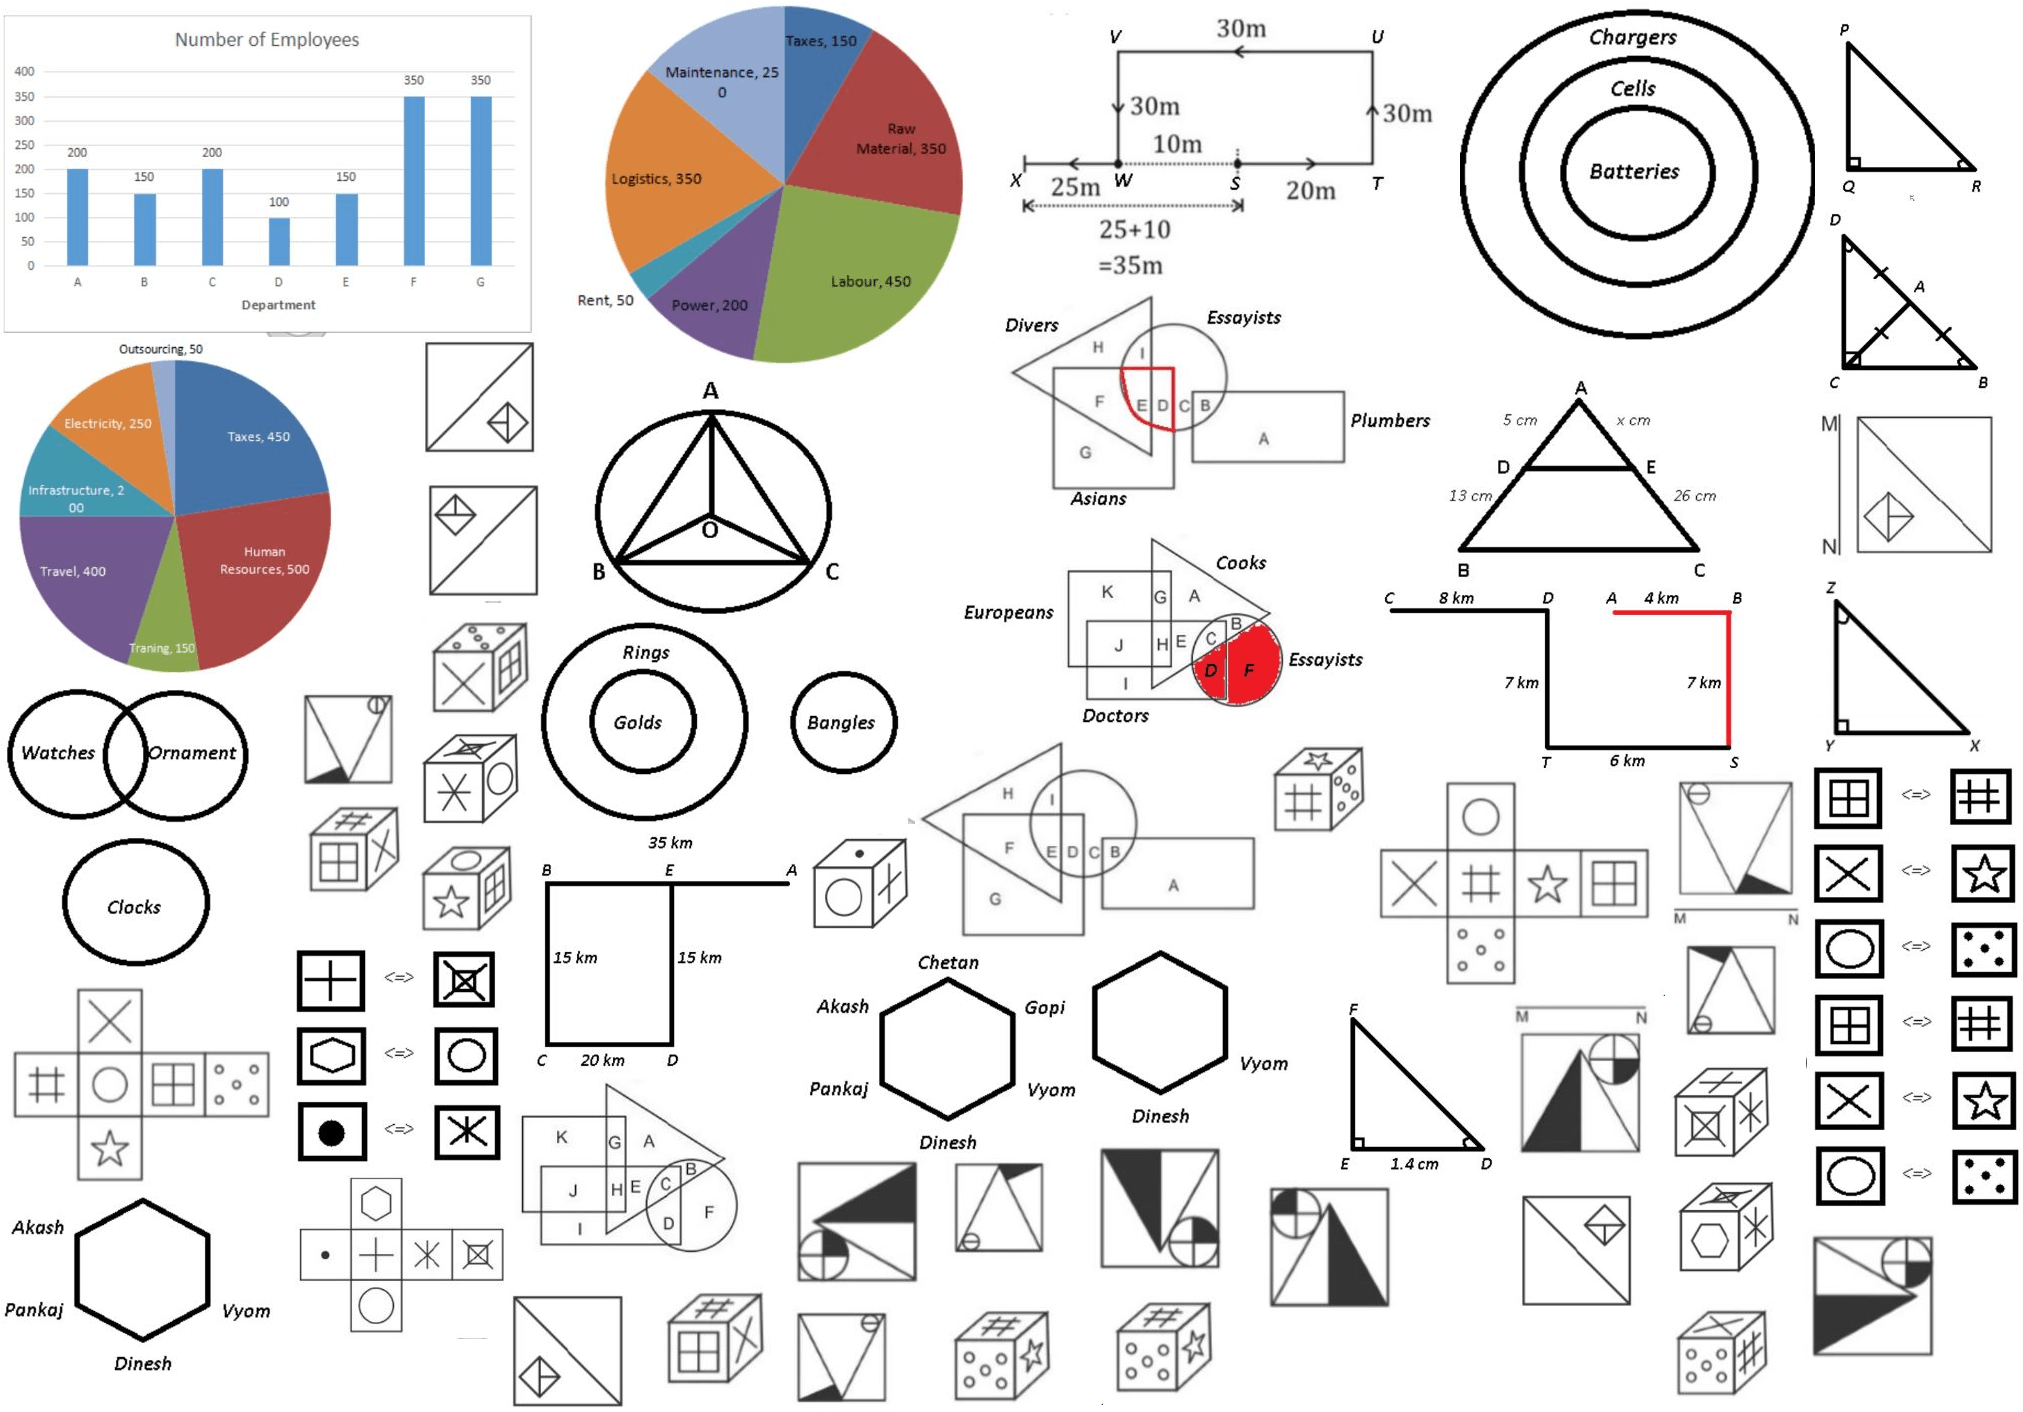 Number of Employees
400
350
300
250
200
150
100
50
0
200
150
200
100
150
350
350
A B C D E F G
Department
Taxes, 150
Raw
Material, 350
Labour, 450
Power, 200
Rent, 50
Logistics, 350
Maintenance, 25
0
V 30m U
30m
30m
10m
X 25m W S 20m T
25+10
=35m
Chargers
Cells
Batteries
P
Q R
D
A
C B
Divers
Essayists
H I
F E D C B
G A
Plumbers
Asians
Outsourcing, 50
Electricity, 250
Taxes, 450
Infrastructure, 2
00
Human
Resources, 500
Travel, 400
Traning, 150
A
O
B C
A
5 cm x cm
D E
13 cm 26 cm
B C
M
N
Cooks
Europeans
K G A
B
J H E C
D F
I
Essayists
Doctors
C 8 km D A 4 km B
7 km 7 km
T 6 km S
Z
Y X
Rings
Golds
Bangles
Watches Ornament
Clocks
35 km
B E A
15 km 15 km
C 20 km D
H I
F E D C B
G A
M N
<=>
<=>
<=>
<=>
<=>
<=>
<=>
<=>
<=>
Chetan
Akash Gopi
Pankaj Vyom
Dinesh
Vyom
Dinesh
F
E 1.4 cm D
M N
K G A
B
J H E C
D F
I
Akash
Pankaj Vyom
Dinesh